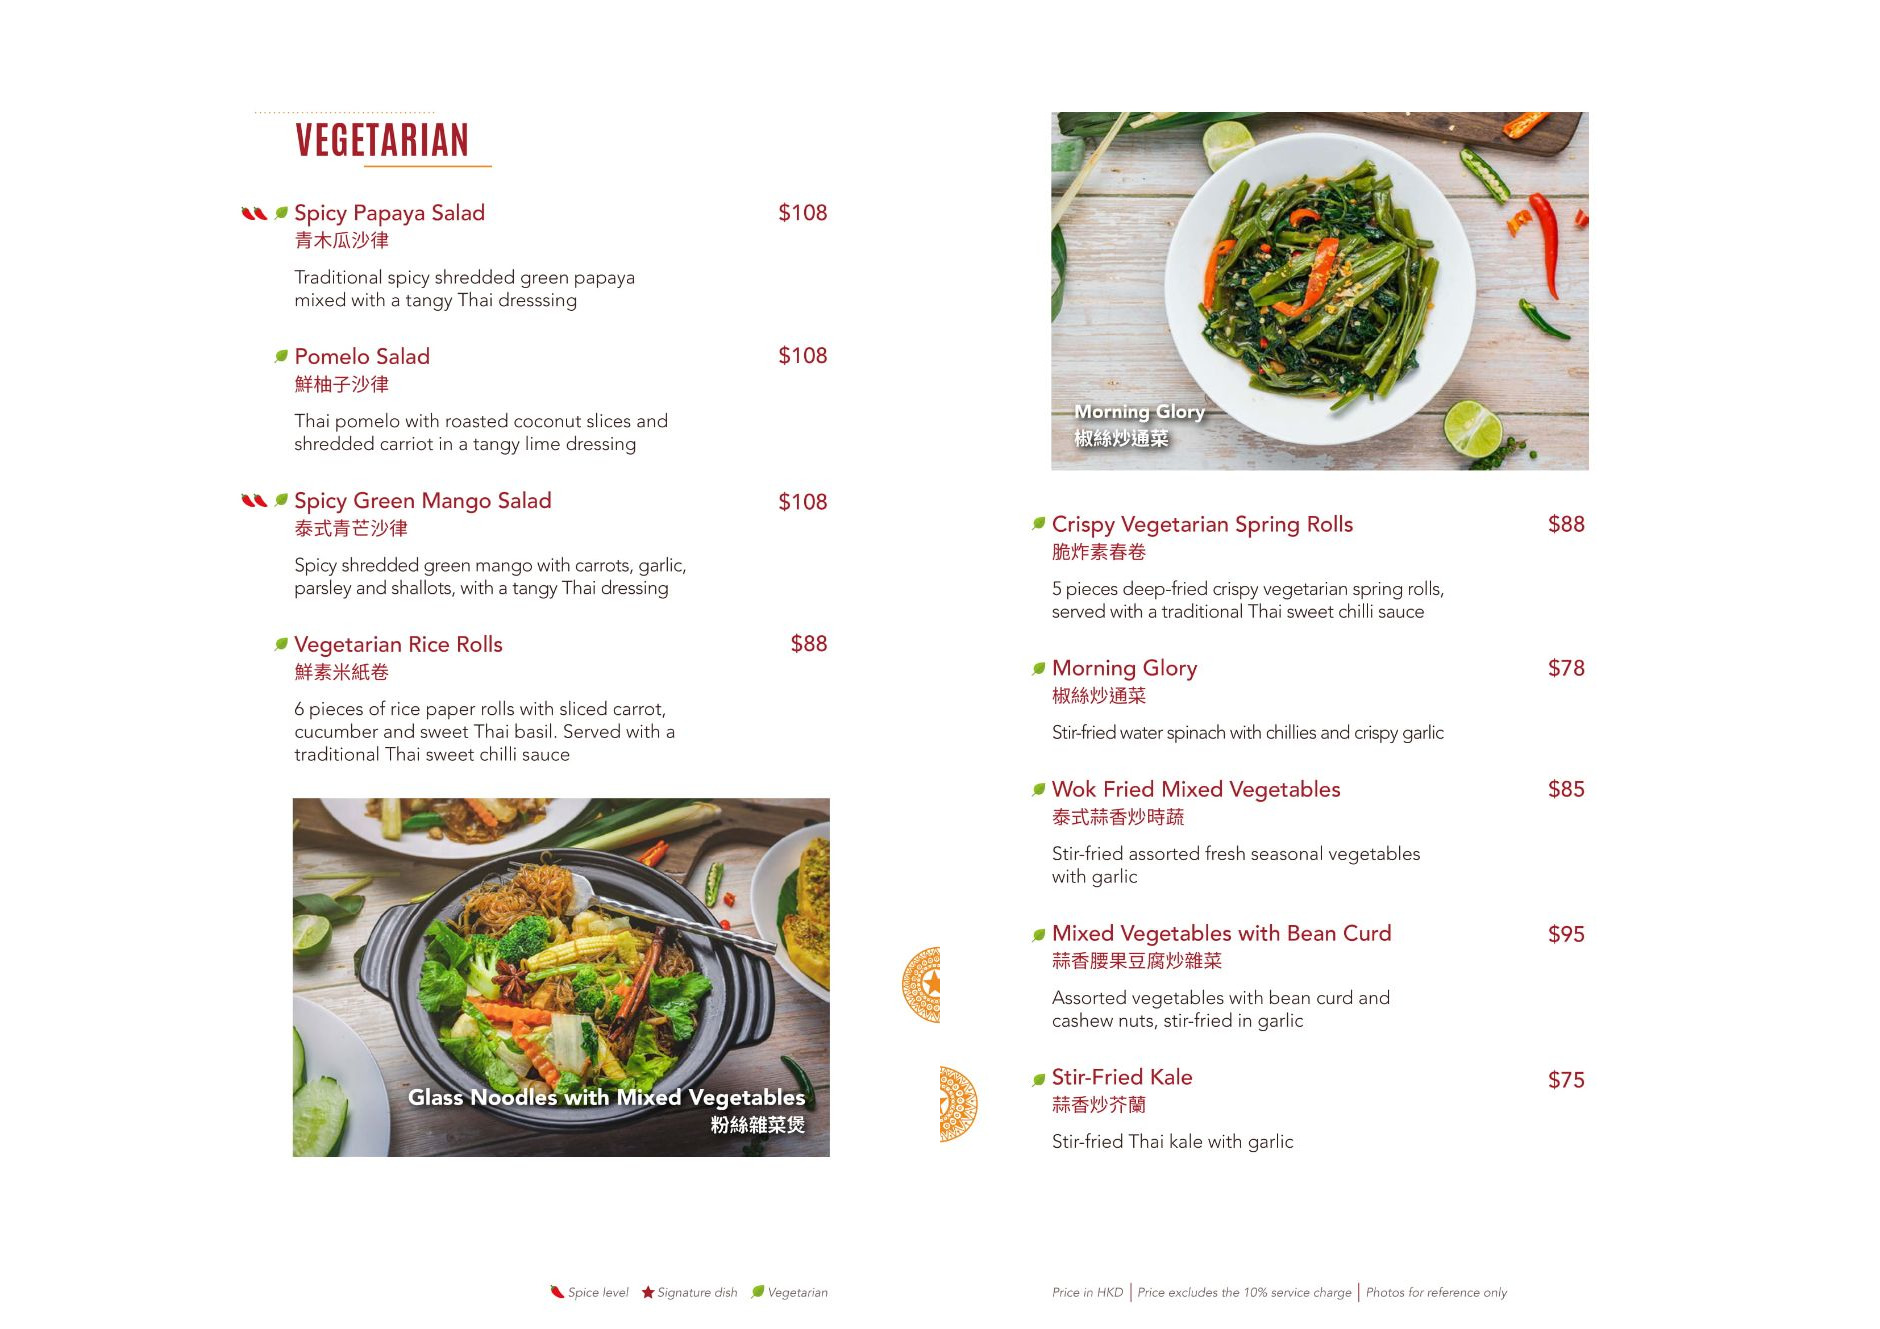 VEGETARIAN
Spicy Papaya Salad $108
青木瓜沙律
Traditional spicy shredded green papaya
mixed with a tangy Thai dresssing
Pomelo Salad $108
鮮柚子沙律
Thai pomelo with roasted coconut slices and
shredded carriot in a tangy lime dressing
Spicy Green Mango Salad $108
泰式青芒沙律
Spicy shredded green mango with carrots, garlic,
parsley and shallots, with a tangy Thai dressing
Vegetarian Rice Rolls $88
鮮素米紙卷
6 pieces of rice paper rolls with sliced carrot,
cucumber and sweet Thai basil. Served with a
traditional Thai sweet chilli sauce
Glass Noodles with Mixed Vegetables
粉絲雜菜煲
Spice level Signature dish Vegetarian
Morning Glory
椒絲炒通菜
Crispy Vegetarian Spring Rolls $88
脆炸素春卷
5 pieces deep-fried crispy vegetarian spring rolls,
served with a traditional Thai sweet chilli sauce
Morning Glory $78
椒絲炒通菜
Stir-fried water spinach with chillies and crispy garlic
Wok Fried Mixed Vegetables $85
泰式蒜香炒時蔬
Stir-fried assorted fresh seasonal vegetables
with garlic
Mixed Vegetables with Bean Curd $95
蒜香腰果豆腐炒雜菜
Assorted vegetables with bean curd and
cashew nuts, stir-fried in garlic
Stir-Fried Kale $75
蒜香炒芥蘭
Stir-fried Thai kale with garlic
Price in HKD | Price excludes the 10% service charge | Photos for reference only